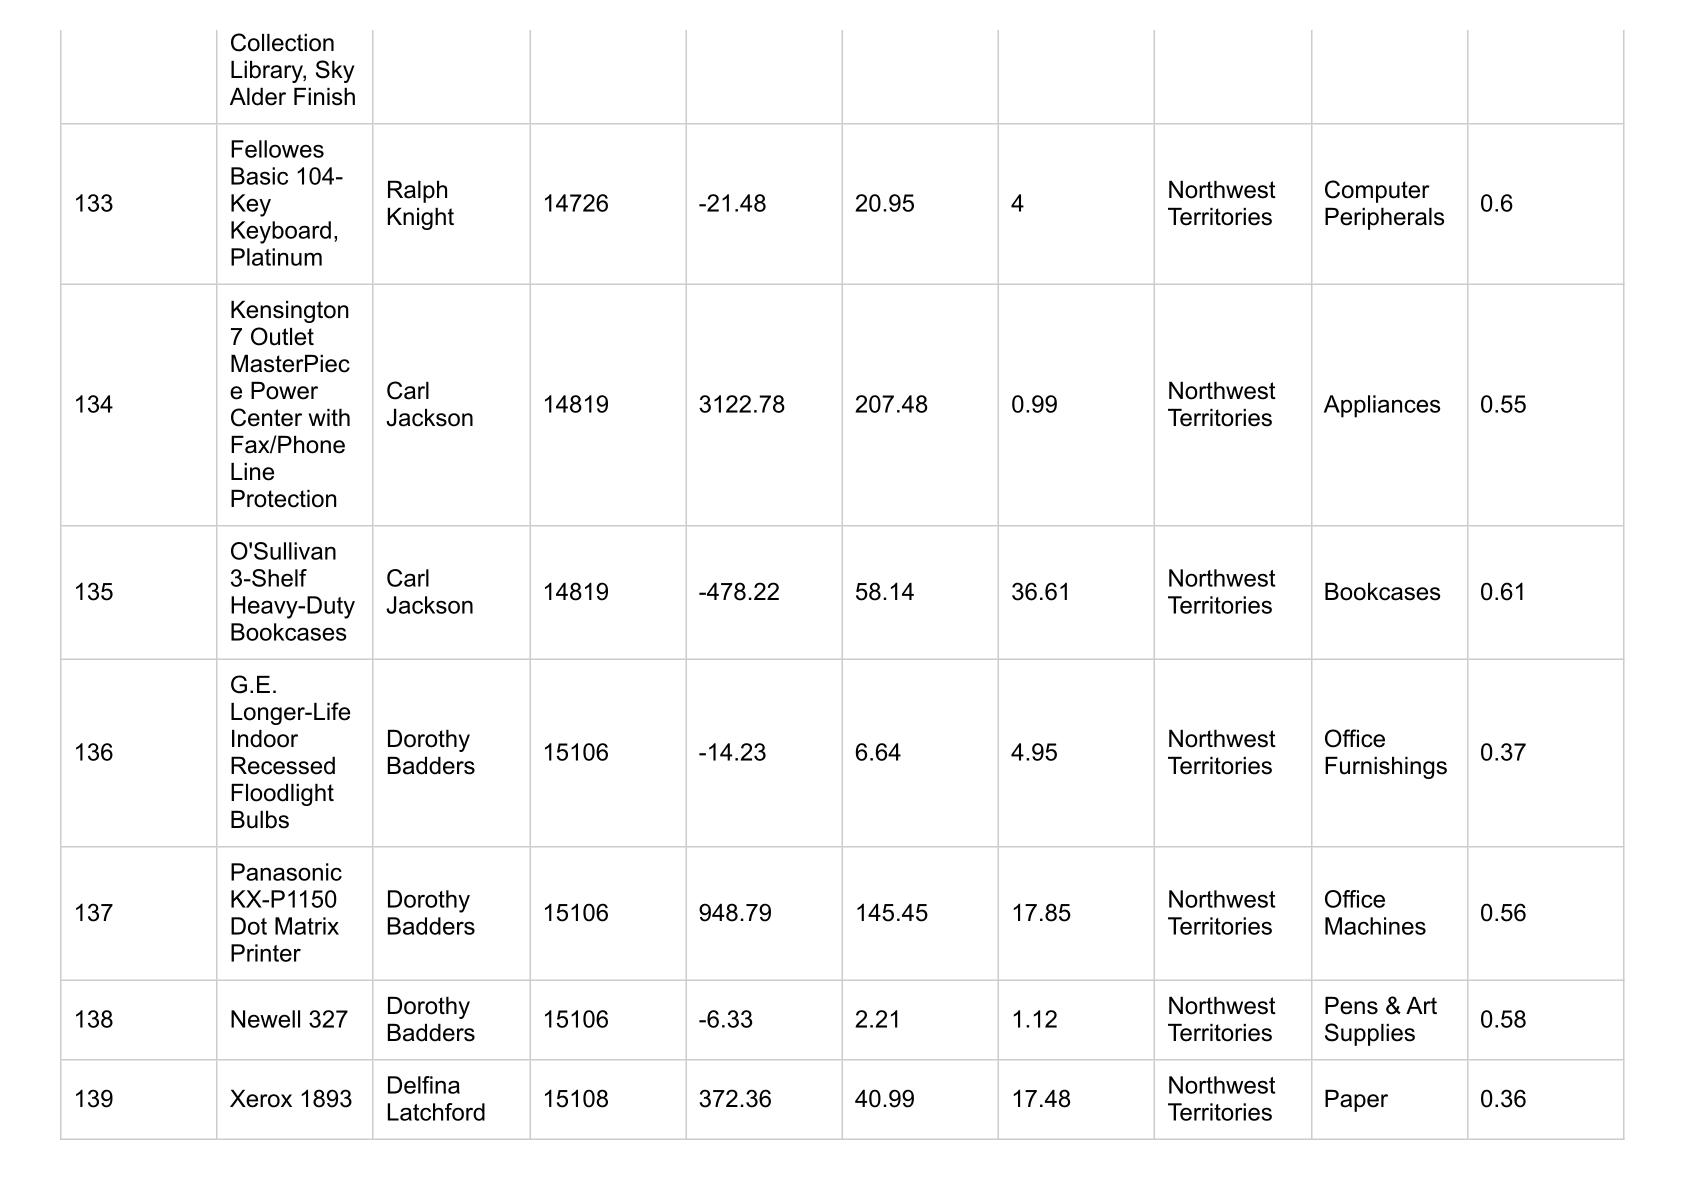 Collection
Library, Sky
Alder Finish
133
Fellowes
Basic 104-
Key
Keyboard,
Platinum
Ralph
Knight
14726
-21.48
20.95
4
Northwest
Territories
Computer
Peripherals
0.6
134
Kensington
7 Outlet
MasterPiec
e Power
Center with
Fax/Phone
Line
Protection
Carl
Jackson
14819
3122.78
207.48
0.99
Northwest
Territories
Appliances
0.55
135
O'Sullivan
3-Shelf
Heavy-Duty
Bookcases
Carl
Jackson
14819
-478.22
58.14
36.61
Northwest
Territories
Bookcases
0.61
136
G.E.
Longer-Life
Indoor
Recessed
Floodlight
Bulbs
Dorothy
Badders
15106
-14.23
6.64
4.95
Northwest
Territories
Office
Furnishings
0.37
137
Panasonic
KX-P1150
Dot Matrix
Printer
Dorothy
Badders
15106
948.79
145.45
17.85
Northwest
Territories
Office
Machines
0.56
138
Newell 327
Dorothy
Badders
15106
-6.33
2.21
1.12
Northwest
Territories
Pens & Art
Supplies
0.58
139
Xerox 1893
Delfina
Latchford
15108
372.36
40.99
17.48
Northwest
Territories
Paper
0.36